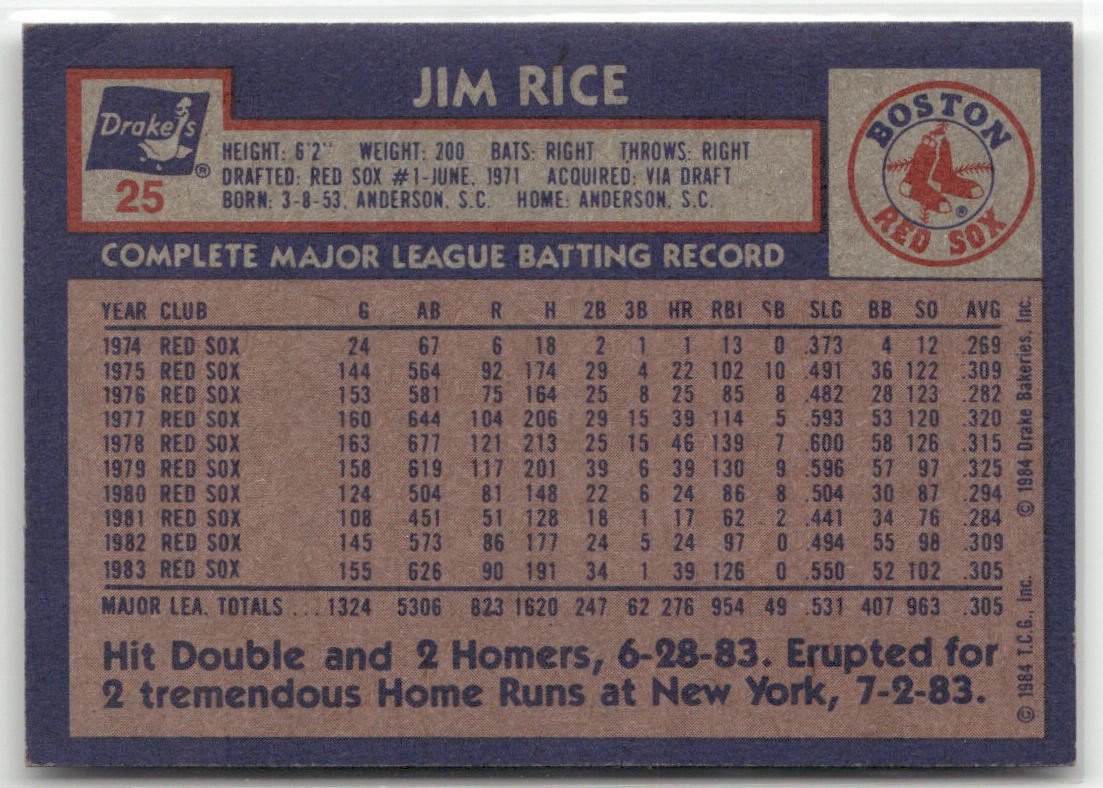 JIM RICE
Drake's ®
25
HEIGHT: 6'2" WEIGHT: 200 BATS: RIGHT THROWS: RIGHT
DRAFTED: RED SOX #1-JUNE, 1971 ACQUIRED: VIA DRAFT
BORN: 3-8-53, ANDERSON, S.C. HOME: ANDERSON, S.C.
BOSTON
RED SOX
®
COMPLETE MAJOR LEAGUE BATTING RECORD
YEAR CLUB G AB R H 2B 3B HR RBI SB SLG BB SO AVG
1974 RED SOX 24 67 6 18 2 1 1 13 0 .373 4 12 .269
1975 RED SOX 144 564 92 174 29 4 22 102 10 .491 36 122 .309
1976 RED SOX 153 581 75 164 25 8 25 85 8 .482 28 123 .282
1977 RED SOX 160 644 104 206 29 15 39 114 5 .593 53 120 .320
1978 RED SOX 163 677 121 213 25 15 46 139 7 .600 58 126 .315
1979 RED SOX 158 619 117 201 39 6 39 130 9 .596 57 97 .325
1980 RED SOX 124 504 81 148 22 6 24 86 8 .504 30 87 .294
1981 RED SOX 108 451 51 128 18 1 17 62 2 .441 34 76 .284
1982 RED SOX 145 573 86 177 24 5 24 97 0 .494 55 98 .309
1983 RED SOX 155 626 90 191 34 1 39 126 0 .550 52 102 .305
MAJOR LEA. TOTALS ...1324 5306 823 1620 247 62 276 954 49 .531 407 963 .305
Hit Double and 2 Homers, 6-28-83. Erupted for
2 tremendous Home Runs at New York, 7-2-83.
© 1984 T.C.G., Inc. © 1984 Drake Bakeries, Inc.